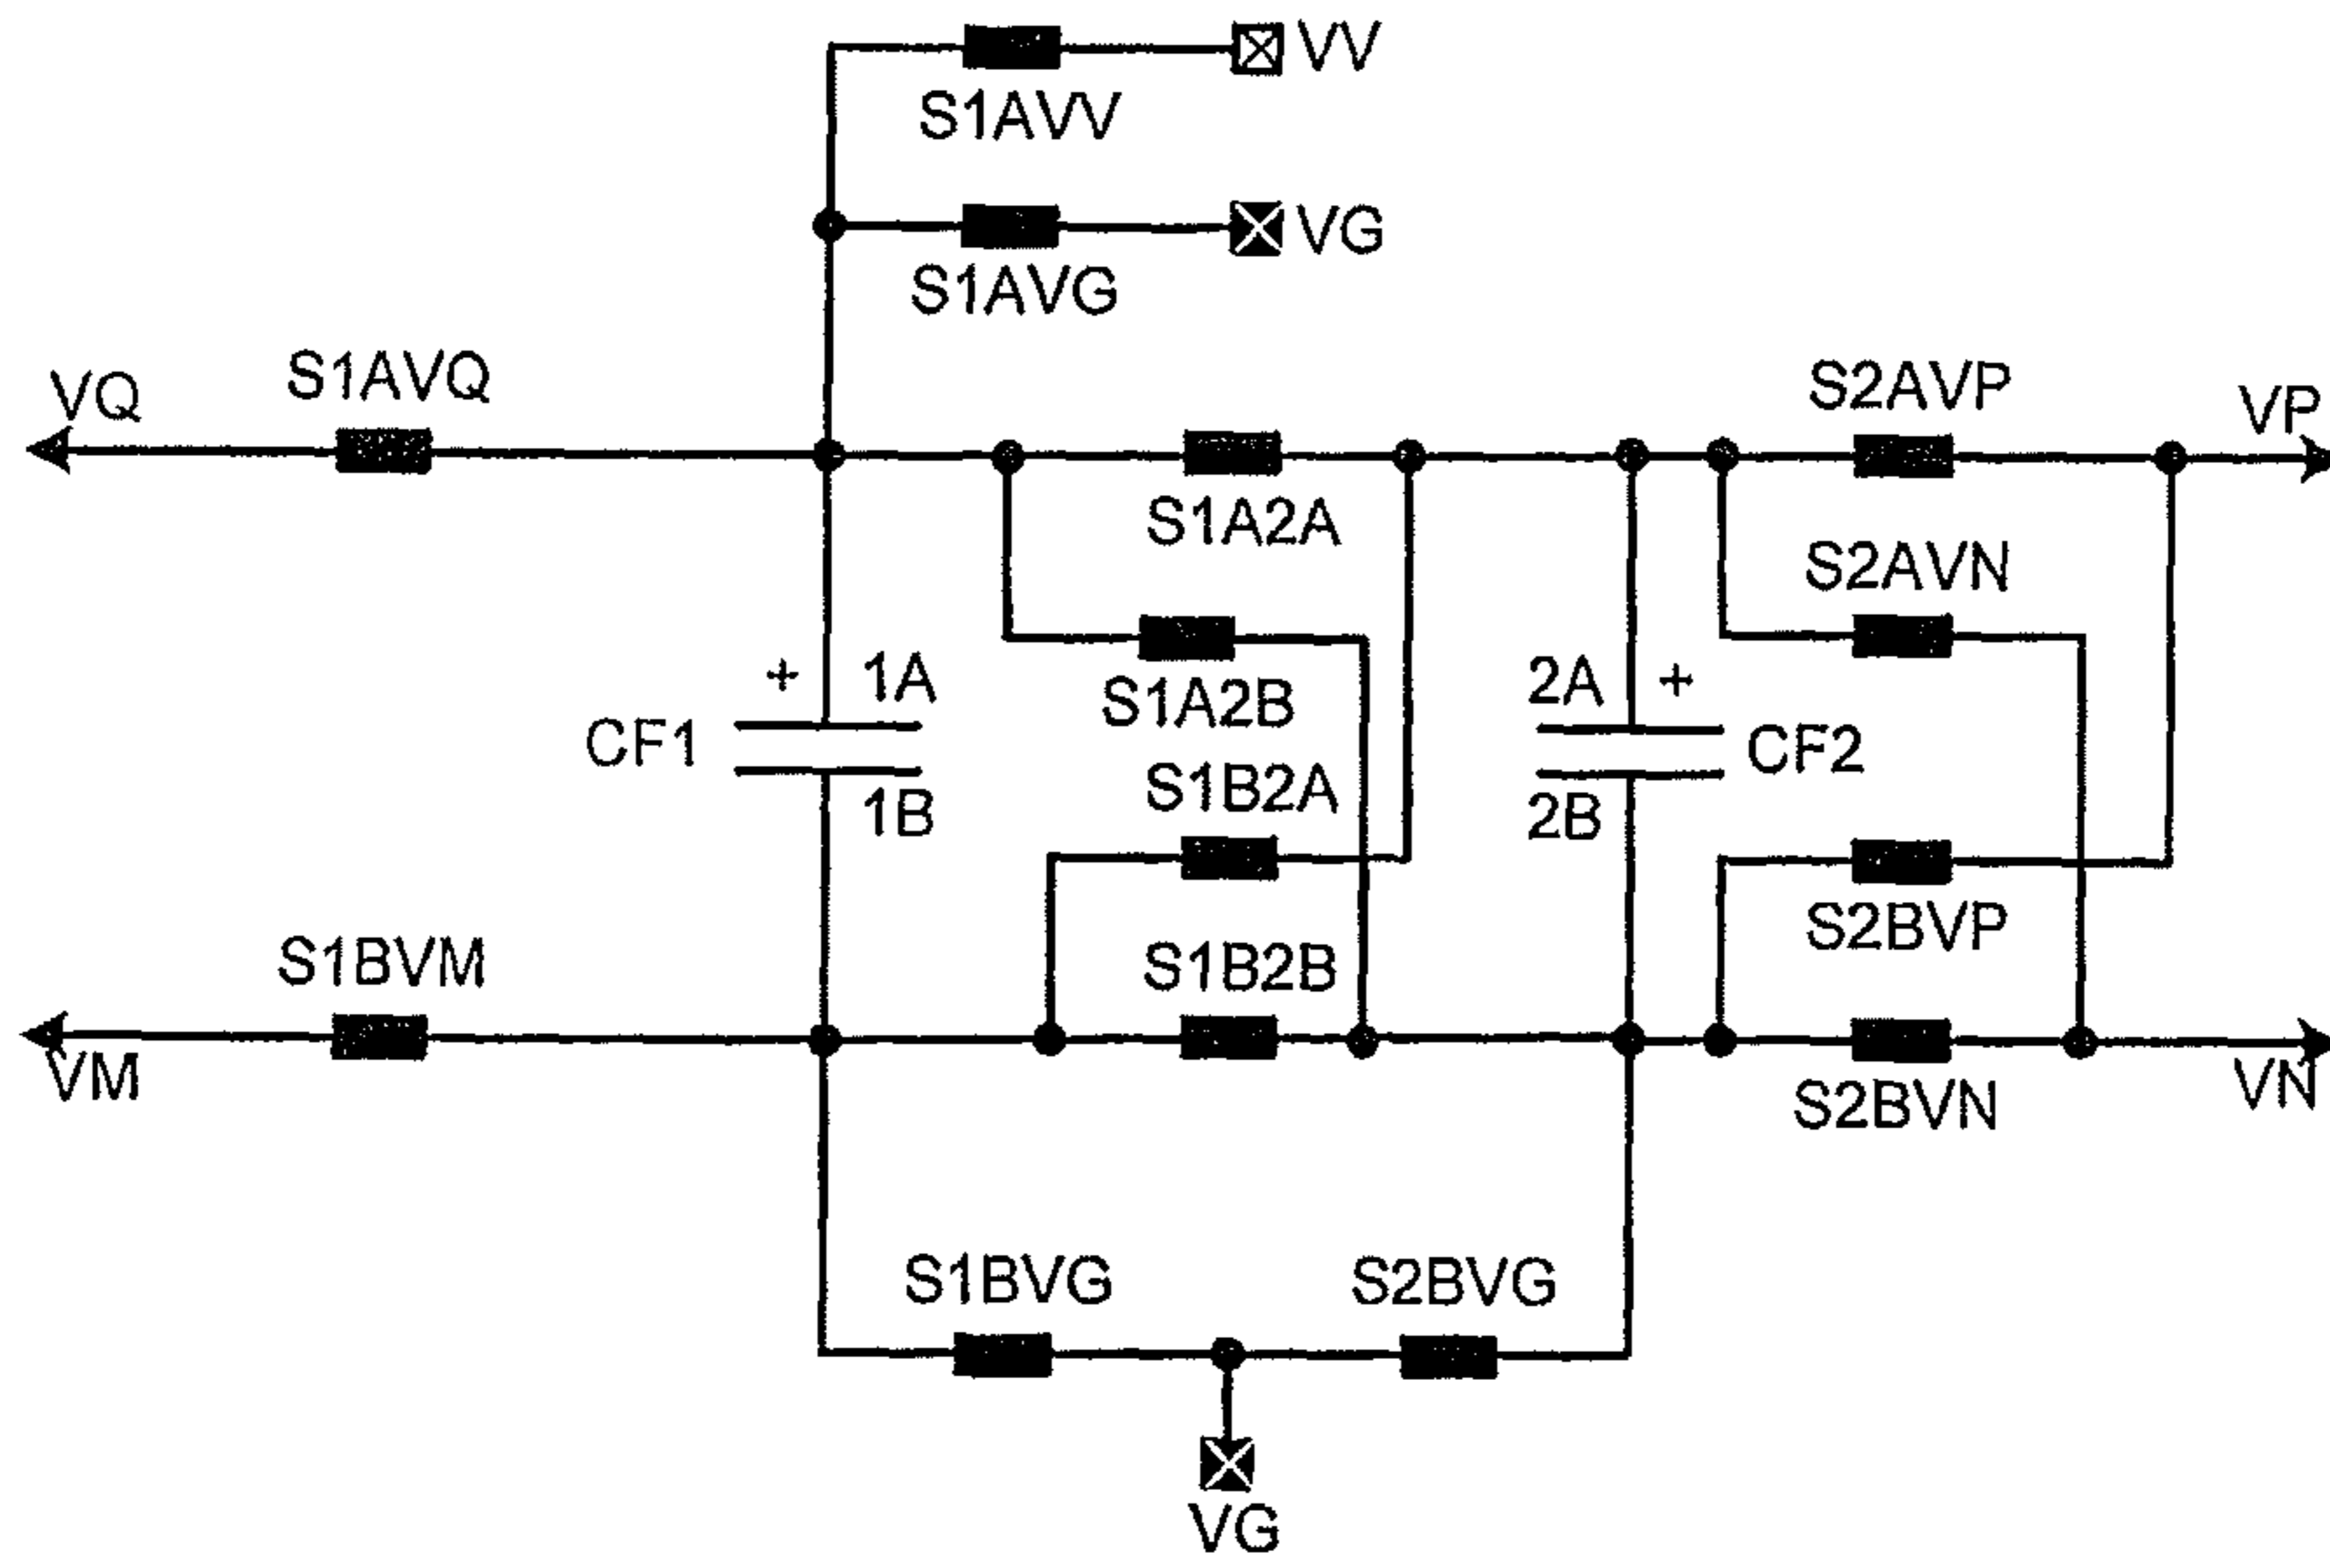 VV
S1AVV
VG
S1AVG
VQ
S1AVQ
S2AVP
VP
S1A2A
S2AVN
+
1A
S1A2B
2A
+
CF1
S1B2A
CF2
1B
2B
S2BVP
S1BVM
S1B2B
VM
VN
S2BVN
S1BVG
S2BVG
VG